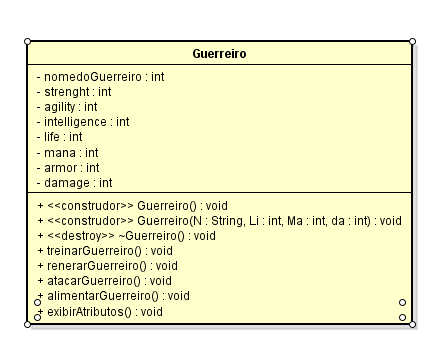 Guerreiro
- nomedoGuerreiro : int
- strenght : int
- agility : int
- intelligence : int
- life : int
- mana : int
- armor : int
- damage : int
+ <<construdor>> Guerreiro() : void
+ <<construdor>> Guerreiro(N : String, Li : int, Ma : int, da : int) : void
+ <<destroy>> ~Guerreiro() : void
+ treinarGuerreiro() : void
+ renerarGuerreiro() : void
+ atacarGuerreiro() : void
+ alimentarGuerreiro() : void
+ exibirAtributos() : void